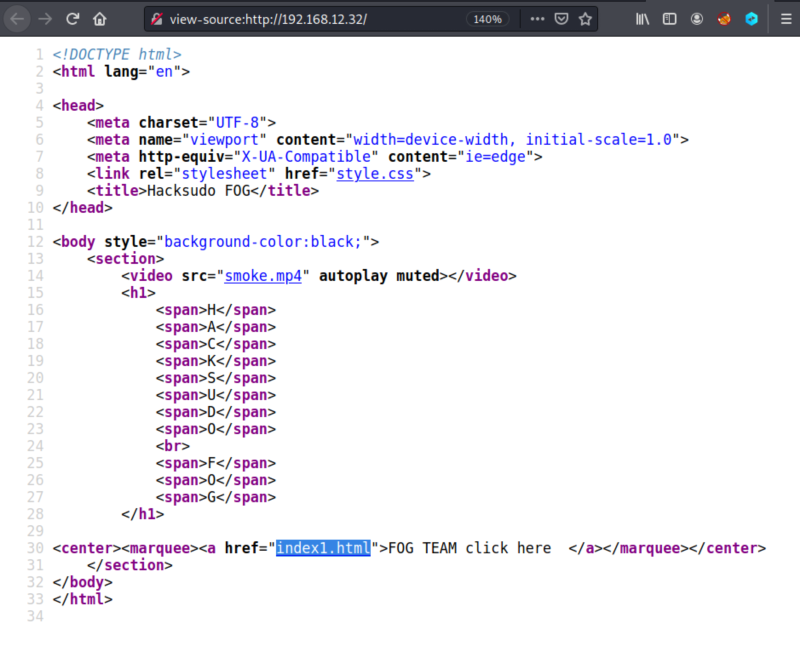 view-source:http://192.168.12.32/ 140%
1 <!DOCTYPE html>
2 <html lang="en">
3
4 <head>
5 <meta charset="UTF-8">
6 <meta name="viewport" content="width=device-width, initial-scale=1.0">
7 <meta http-equiv="X-UA-Compatible" content="ie=edge">
8 <link rel="stylesheet" href="style.css">
9 <title>Hacksudo FOG</title>
10 </head>
11
12 <body style="background-color:black;">
13 <section>
14 <video src="smoke.mp4" autoplay muted></video>
15 <h1>
16 <span>H</span>
17 <span>A</span>
18 <span>C</span>
19 <span>K</span>
20 <span>S</span>
21 <span>U</span>
22 <span>D</span>
23 <span>O</span>
24 <br>
25 <span>F</span>
26 <span>O</span>
27 <span>G</span>
28 </h1>
29
30 <center><marquee><a href="index1.html">FOG TEAM click here  </a></marquee></center>
31 </section>
32 </body>
33 </html>
34